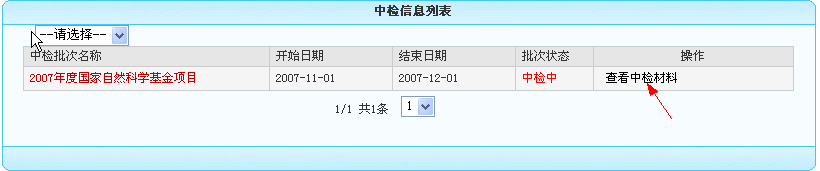 中检信息列表
--请选择--
中检批次名称 开始日期 结束日期 批次状态 操作
2007年度国家自然科学基金项目 2007-11-01 2007-12-01 中检中 查看中检材料
1/1 共1条 1